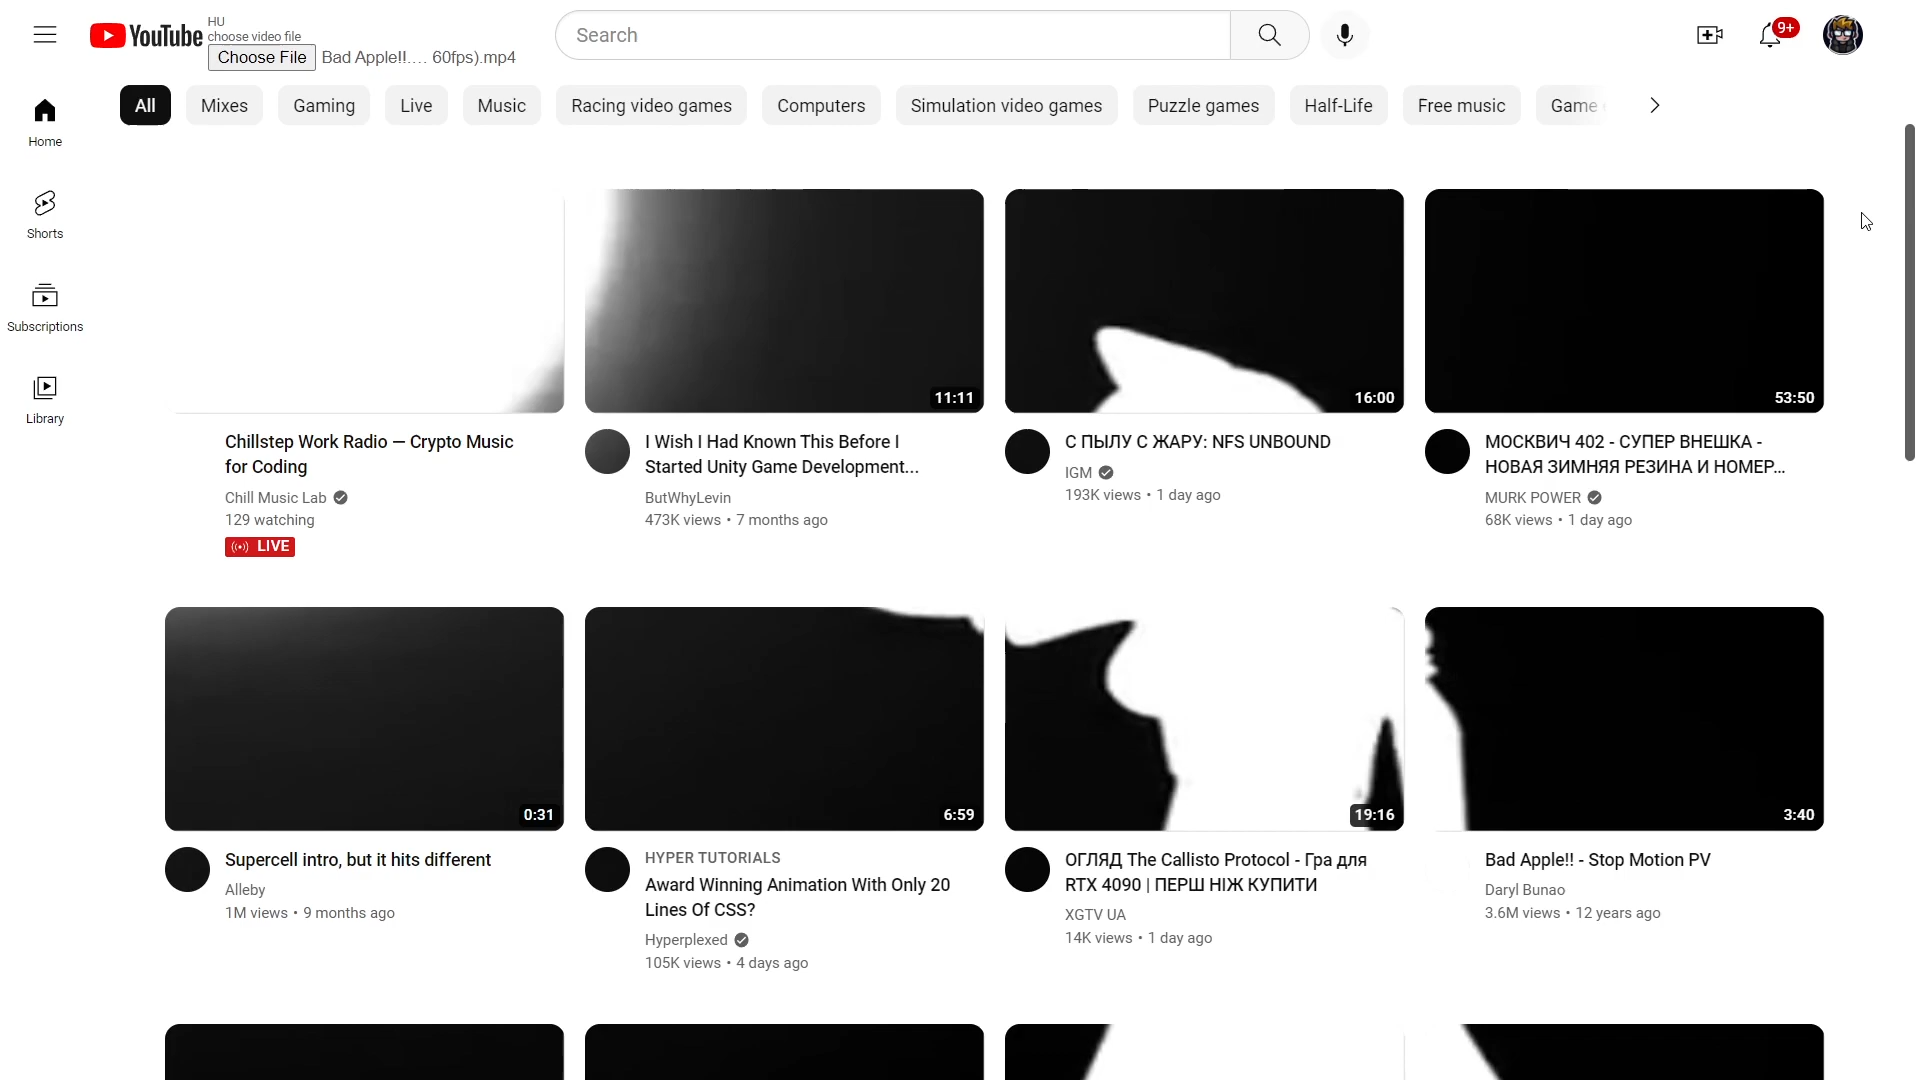 YouTube
HU
choose video file
Choose File Bad Apple!!.... 60fps).mp4
Search
9+
All Mixes Gaming Live Music Racing video games Computers Simulation video games Puzzle games Half-Life Free music Game
Home
Shorts
Subscriptions
Library
11:11
16:00
53:50
Chillstep Work Radio — Crypto Music
for Coding
Chill Music Lab
129 watching
LIVE
I Wish I Had Known This Before I
Started Unity Game Development...
ButWhyLevin
473K views • 7 months ago
С ПЫЛУ С ЖАРУ: NFS UNBOUND
IGM
193K views • 1 day ago
МОСКВИЧ 402 - СУПЕР ВНЕШКА -
НОВАЯ ЗИМНЯЯ РЕЗИНА И НОМЕР...
MURK POWER
68K views • 1 day ago
0:31
6:59
19:16
3:40
Supercell intro, but it hits different
Alleby
1M views • 9 months ago
HYPER TUTORIALS
Award Winning Animation With Only 20
Lines Of CSS?
Hyperplexed
105K views • 4 days ago
ОГЛЯД The Callisto Protocol - Гра для
RTX 4090 | ПЕРШ НІЖ КУПИТИ
XGTV UA
14K views • 1 day ago
Bad Apple!! - Stop Motion PV
Daryl Bunao
3.6M views • 12 years ago